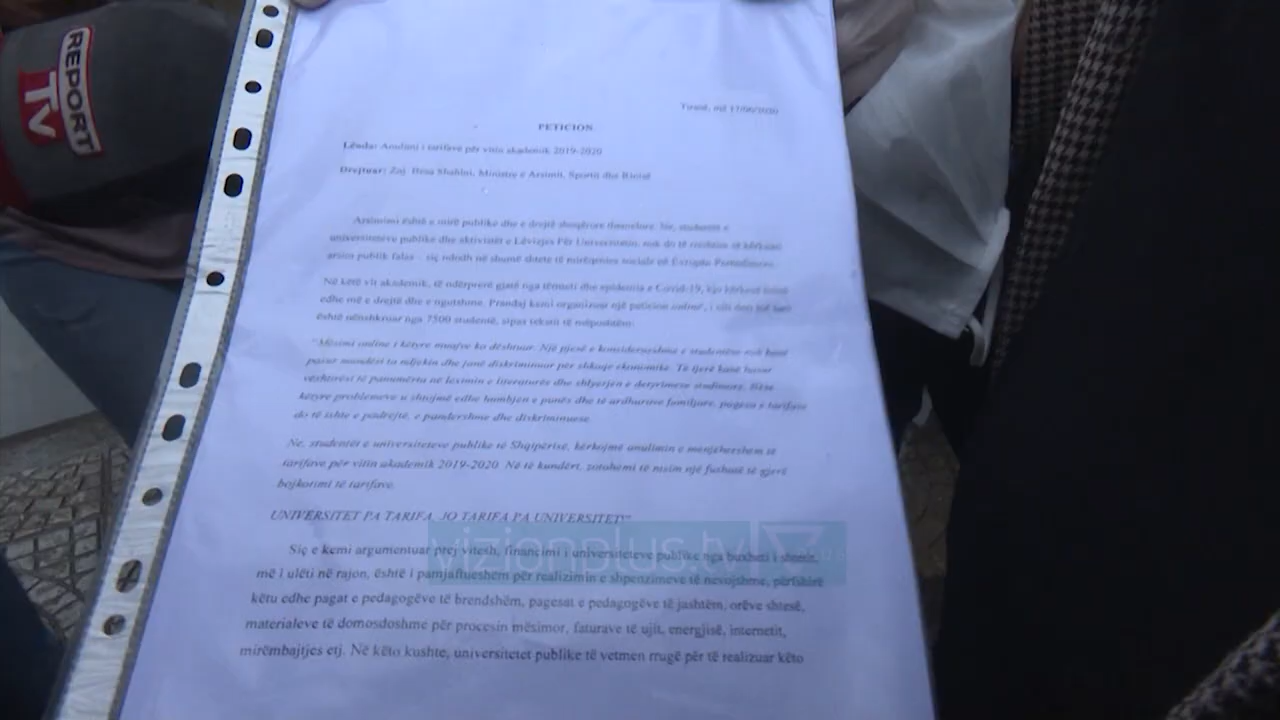 REPORT
TV
Tiranë, më 17/06/2020
PETICION
Lënda: Anulimi i tarifave për vitin akademik 2019-2020
Drejtuar: Znj. Besa Shahini, Ministre e Arsimit, Sportit dhe Rinisë
Arsimimi është e mirë publike dhe e drejtë shoqërore themelore. Ne, studentët e
universiteteve publike dhe aktivistët e Lëvizjes Për Universitetin, nuk do të reshtim së kërkuari
arsim publik falas – siç ndodh në shumë shtete të mirëqenies sociale në Evropën Perëndimore.
Në këtë vit akademik, të ndërprerë gjatë nga tërmeti dhe epidemia e Covid-19, kjo kërkesë është
edhe më e drejtë dhe e ngutshme. Prandaj kemi organizuar një peticion online, i cili deri më tani
është nënshkruar nga 7500 studentë, sipas tekstit të mëposhtëm:
"Mësimi online i këtyre muajve ka dështuar. Një pjesë e konsiderueshme e studentëve nuk kanë
pasur mundësi ta ndjekin dhe janë diskriminuar për shkaqe ekonomike. Të tjerë kanë hasur
vështirësi të panumërta në leximin e literaturës dhe shlyerjen e detyrimeve studimore. Nëse
këtyre problemeve u shtojmë edhe humbjen e punës dhe të ardhurave familjare, pagesa e tarifave
do të ishte e padrejtë, e pandershme dhe diskriminuese.
Ne, studentët e universiteteve publike të Shqipërisë, kërkojmë anulimin e menjëhershëm të
tarifave për vitin akademik 2019-2020. Në të kundërt, zotohemi të nisim një fushatë të gjerë
bojkotimi të tarifave.
UNIVERSITET PA TARIFA, JO TARIFA PA UNIVERSITET!"
Siç e kemi argumentuar prej vitesh, financimi i universiteteve publike nga buxheti i shtetit,
më i ulëti në rajon, është i pamjaftueshëm për realizimin e shpenzimeve të nevojshme, përfshirë
këtu edhe pagat e pedagogëve të brendshëm, pagesat e pedagogëve të jashtëm, orëve shtesë,
materialeve të domosdoshme për procesin mësimor, faturave të ujit, energjisë, internetit,
mirëmbajtjes etj. Në këto kushte, universitetet publike të vetmen rrugë për të realizuar këto
vizionplus.tv